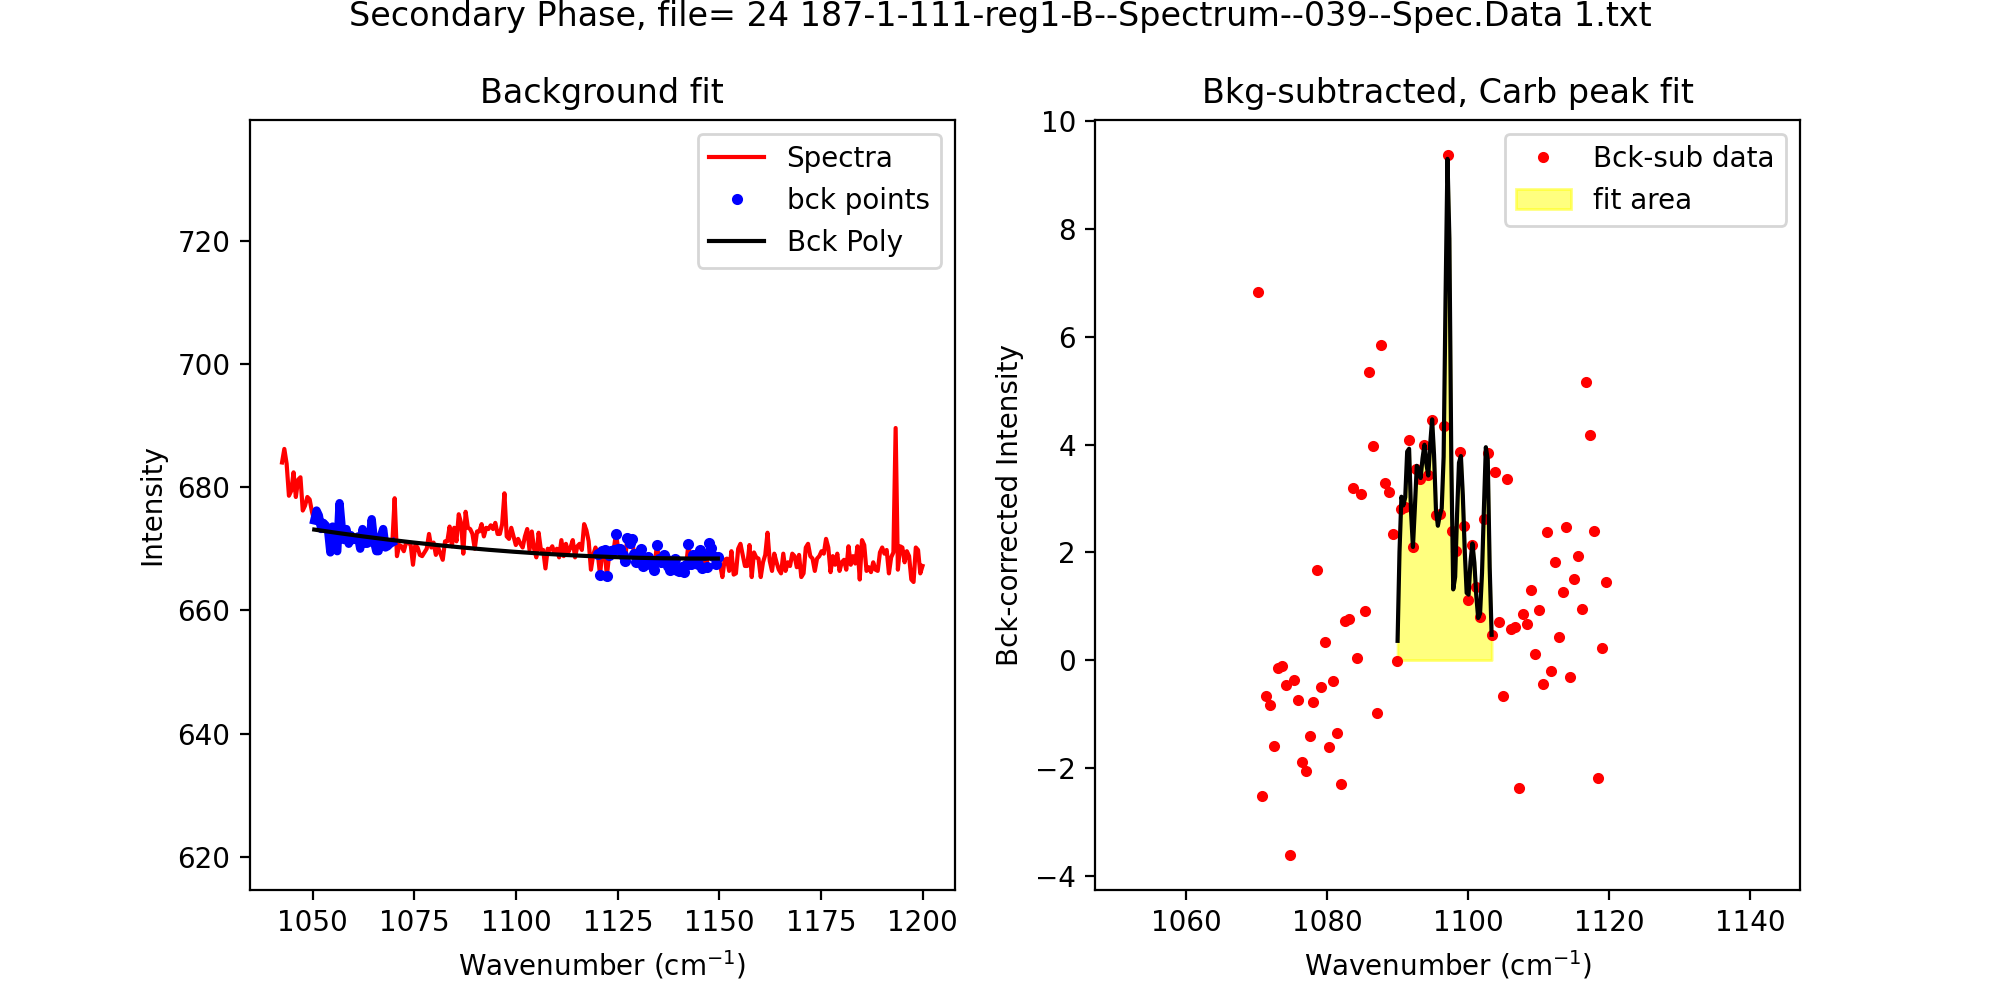 Secondary Phase, file= 24 187-1-111-reg1-B--Spectrum--039--Spec.Data 1.txt
Background fit
Spectra
bck points
Bck Poly
Intensity
720
700
680
660
640
620
1050 1075 1100 1125 1150 1175 1200
Wavenumber (cm⁻¹)
Bkg-subtracted, Carb peak fit
Bck-sub data
fit area
Bck-corrected Intensity
10
8
6
4
2
0
−2
−4
1060 1080 1100 1120 1140
Wavenumber (cm⁻¹)